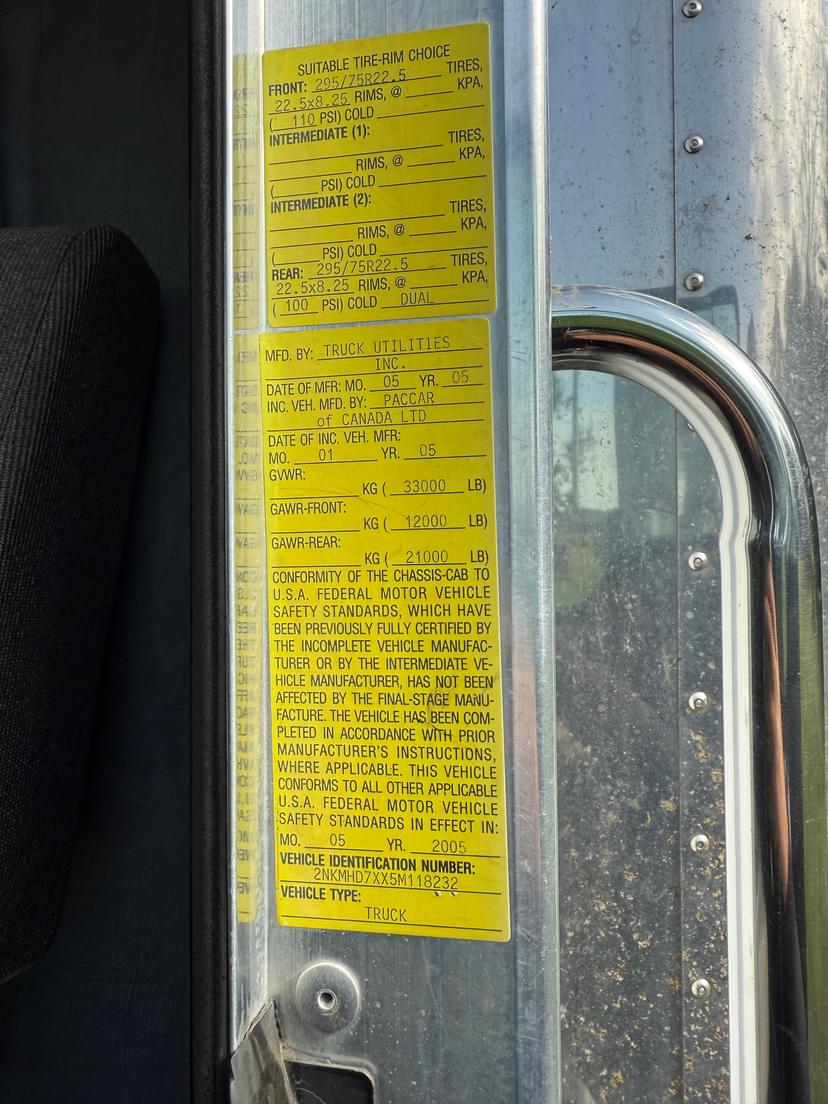 SUITABLE TIRE-RIM CHOICE
FRONT: 295/75R22.5 TIRES,
22.5x8.25 RIMS, @ KPA,
( 110 PSI) COLD
INTERMEDIATE (1):
TIRES,
RIMS, @ KPA,
( PSI) COLD
INTERMEDIATE (2):
TIRES,
RIMS, @ KPA,
( PSI) COLD
REAR: 295/75R22.5 TIRES,
22.5x8.25 RIMS, @ KPA,
( 100 PSI) COLD DUAL
MFD. BY: TRUCK UTILITIES
INC.
DATE OF MFR: MO. 05 YR. 05
INC. VEH. MFD. BY: PACCAR
of CANADA LTD
DATE OF INC. VEH. MFR:
MO. 01 YR. 05
GVWR:
KG ( 33000 LB)
GAWR-FRONT:
KG ( 12000 LB)
GAWR-REAR:
KG ( 21000 LB)
CONFORMITY OF THE CHASSIS-CAB TO
U.S.A. FEDERAL MOTOR VEHICLE
SAFETY STANDARDS, WHICH HAVE
BEEN PREVIOUSLY FULLY CERTIFIED BY
THE INCOMPLETE VEHICLE MANUFAC-
TURER OR BY THE INTERMEDIATE VE-
HICLE MANUFACTURER, HAS NOT BEEN
AFFECTED BY THE FINAL-STAGE MANU-
FACTURE. THE VEHICLE HAS BEEN COM-
PLETED IN ACCORDANCE WITH PRIOR
MANUFACTURER'S INSTRUCTIONS,
WHERE APPLICABLE. THIS VEHICLE
CONFORMS TO ALL OTHER APPLICABLE
U.S.A. FEDERAL MOTOR VEHICLE
SAFETY STANDARDS IN EFFECT IN:
MO. 05 YR. 2005
VEHICLE IDENTIFICATION NUMBER:
2NKMHD7XX5M118232
VEHICLE TYPE:
TRUCK